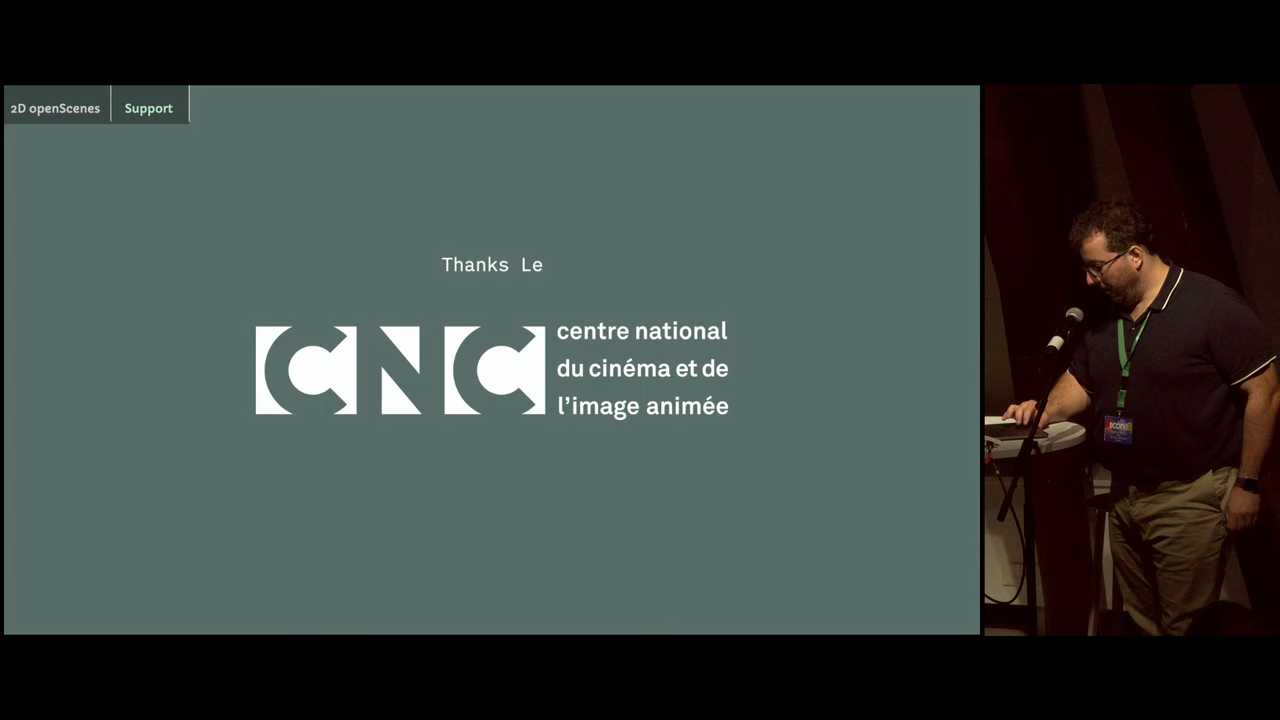 2D openScenes
Support
Thanks Le
CNC
centre national
du cinéma et de
l'image animée